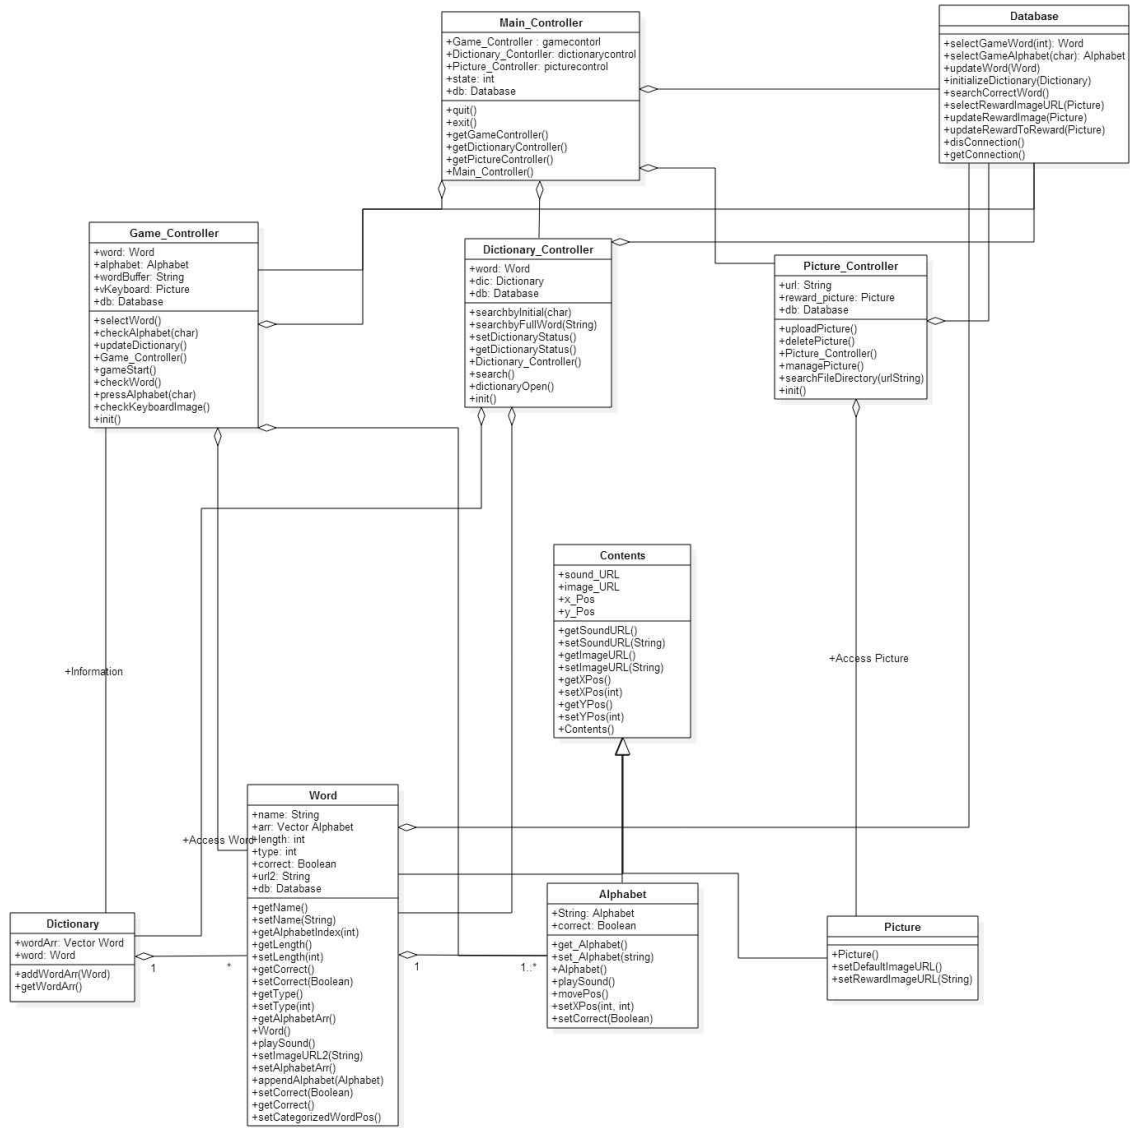 Main_Controller
+Game_Controller : gamecontorl
+Dictionary_Contorller: dictionarycontrol
+Picture_Controller: picturecontrol
+state: int
+db: Database
+quit()
+exit()
+getGameController()
+getDictionaryController()
+getPictureController()
+Main_Controller()
Database
+selectGameWord(int): Word
+selectGameAlphabet(char): Alphabet
+updateWord(Word)
+initializeDictionary(Dictionary)
+searchCorrectWord()
+selectRewardImageURL(Picture)
+updateRewardImage(Picture)
+updateRewardToReward(Picture)
+disConnection()
+getConnection()
Game_Controller
+word: Word
+alphabet: Alphabet
+wordBuffer: String
+vKeyboard: Picture
+db: Database
+selectWord()
+checkAlphabet(char)
+updateDictionary()
+Game_Controller()
+gameStart()
+checkWord()
+pressAlphabet(char)
+checkKeyboardImage()
+init()
Dictionary_Controller
+word: Word
+dic: Dictionary
+db: Database
+searchbyInitial(char)
+searchbyFullWord(String)
+setDictionaryStatus()
+getDictionaryStatus()
+Dictionary_Controller()
+search()
+dictionaryOpen()
+init()
Picture_Controller
+url: String
+reward_picture: Picture
+db: Database
+uploadPicture()
+deletePicture()
+Picture_Controller()
+managePicture()
+searchFileDirectory(urlString)
+init()
Contents
+sound_URL
+image_URL
+x_Pos
+y_Pos
+getSoundURL()
+setSoundURL(String)
+getImageURL()
+setImageURL(String)
+getXPos()
+setXPos(int)
+getYPos()
+setYPos(int)
+Contents()
+Information
+Access Picture
+Access Word
Word
+name: String
+arr: Vector Alphabet
+length: int
+type: int
+correct: Boolean
+url2: String
+db: Database
+getName()
+setName(String)
+getAlphabetIndex(int)
+getLength()
+setLength(int)
+getCorrect()
+setCorrect(Boolean)
+getType()
+setType(int)
+getAlphabetArr()
+Word()
+playSound()
+setImageURL2(String)
+setAlphabetArr()
+appendAlphabet(Alphabet)
+setCorrect(Boolean)
+getCorrect()
+setCategorizedWordPos()
Dictionary
+wordArr: Vector Word
+word: Word
+addWordArr(Word)
+getWordArr()
1
*
1
1..*
Alphabet
+String: Alphabet
+correct: Boolean
+get_Alphabet()
+set_Alphabet(string)
+Alphabet()
+playSound()
+movePos()
+setXPos(int, int)
+setCorrect(Boolean)
Picture
+Picture()
+setDefaultImageURL()
+setRewardImageURL(String)